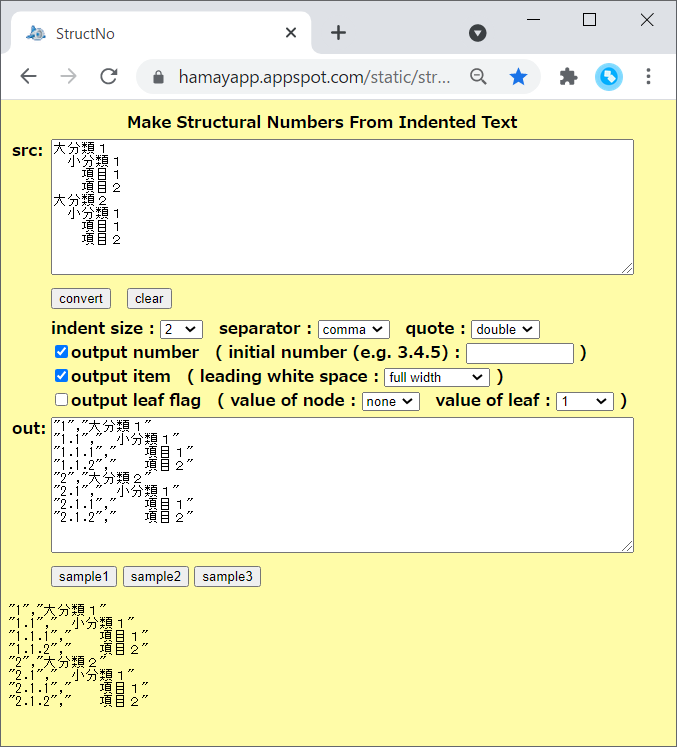 StructNo
hamayapp.appspot.com/static/str...
Make Structural Numbers From Indented Text
src:
大分類１
　小分類１
　　項目１
　　項目２
大分類２
　小分類１
　　項目１
　　項目２
convert clear
indent size : 2 separator : comma quote : double
output number ( initial number (e.g. 3.4.5) : )
output item ( leading white space : full width )
output leaf flag ( value of node : none value of leaf : 1 )
out:
"1","大分類１"
"1.1","　小分類１"
"1.1.1","　　項目１"
"1.1.2","　　項目２"
"2","大分類２"
"2.1","　小分類１"
"2.1.1","　　項目１"
"2.1.2","　　項目２"
sample1 sample2 sample3
"1","大分類１"
"1.1","　小分類１"
"1.1.1","　　項目１"
"1.1.2","　　項目２"
"2","大分類２"
"2.1","　小分類１"
"2.1.1","　　項目１"
"2.1.2","　　項目２"